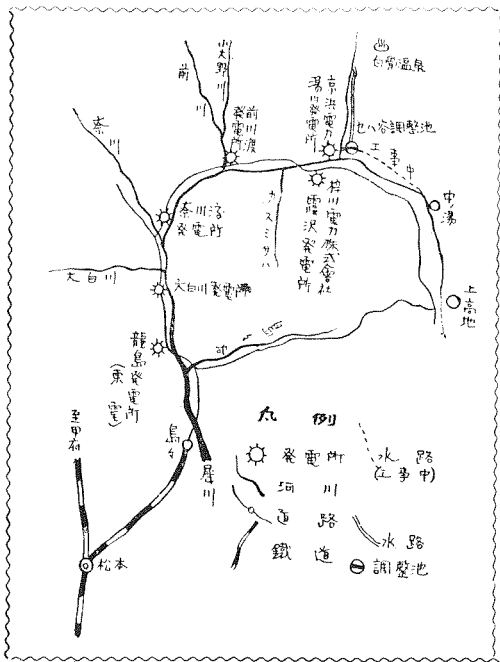 白骨温泉
小大野川
前川
前川渡発電所
京浜電力
湯川発電所
セバ谷調整池
工事中
奈川
奈川渡発電所
カスミサハ
梓川電力株式會社
霞沢発電所
中ノ湯
上高地
大白川
大白川発電所
龍島発電所
(東電)
島々
犀川
至甲府
松本
凡例
発電所
河川
道路
鐵道
水路
(工事中)
水路
調整池